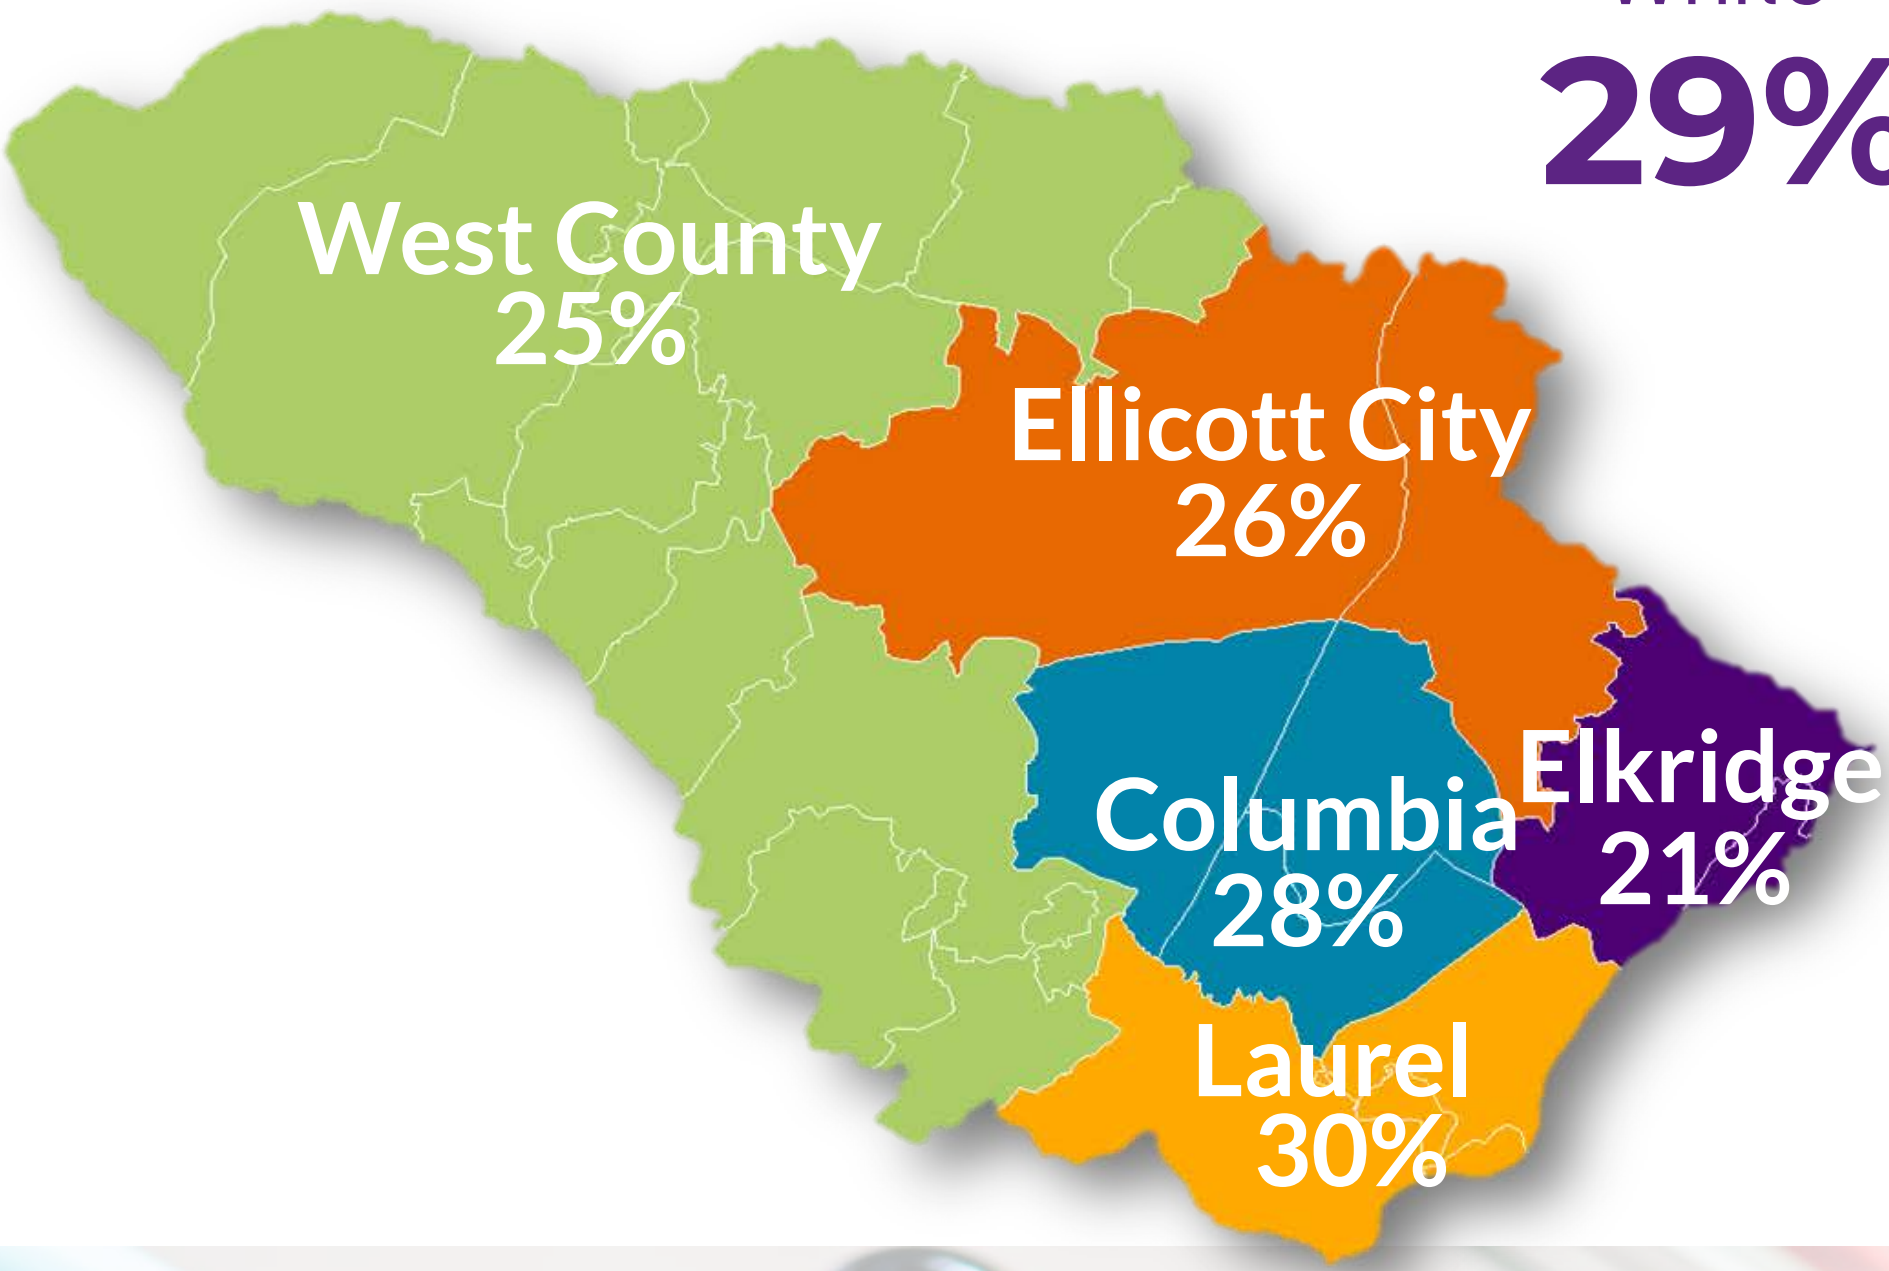 29%
West County
25%
Ellicott City
26%
Elkridge
21%
Columbia
28%
Laurel
30%